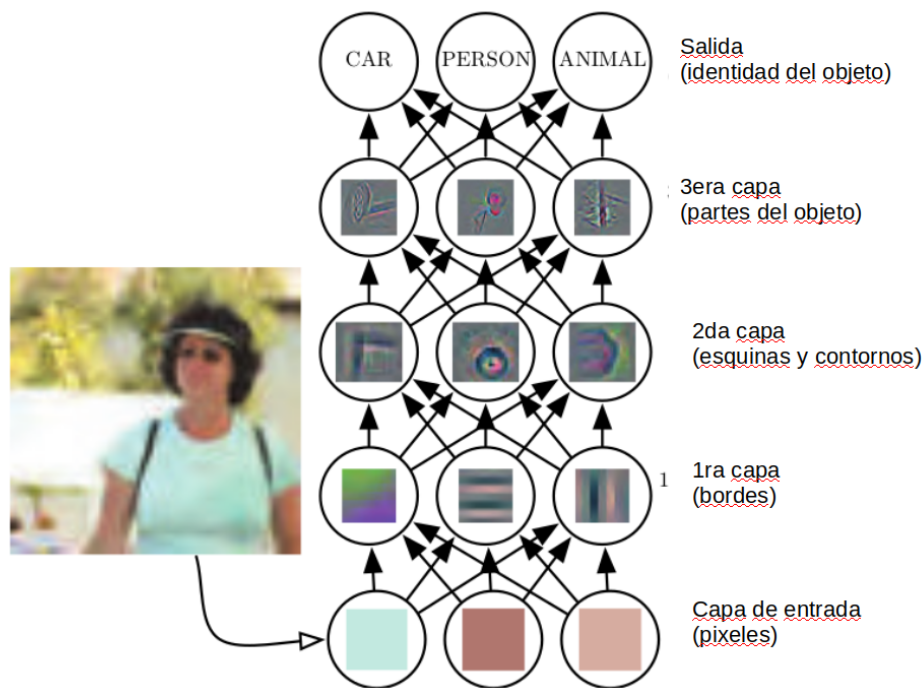 CAR PERSON ANIMAL
Salida
(identidad del objeto)
3era capa
(partes del objeto)
2da capa
(esquinas y contornos)
1
1ra capa
(bordes)
Capa de entrada
(pixeles)